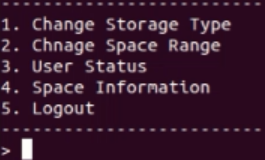 --------------------------
1. Change Storage Type
2. Chnage Space Range
3. User Status
4. Space Information
5. Logout
--------------------------
>